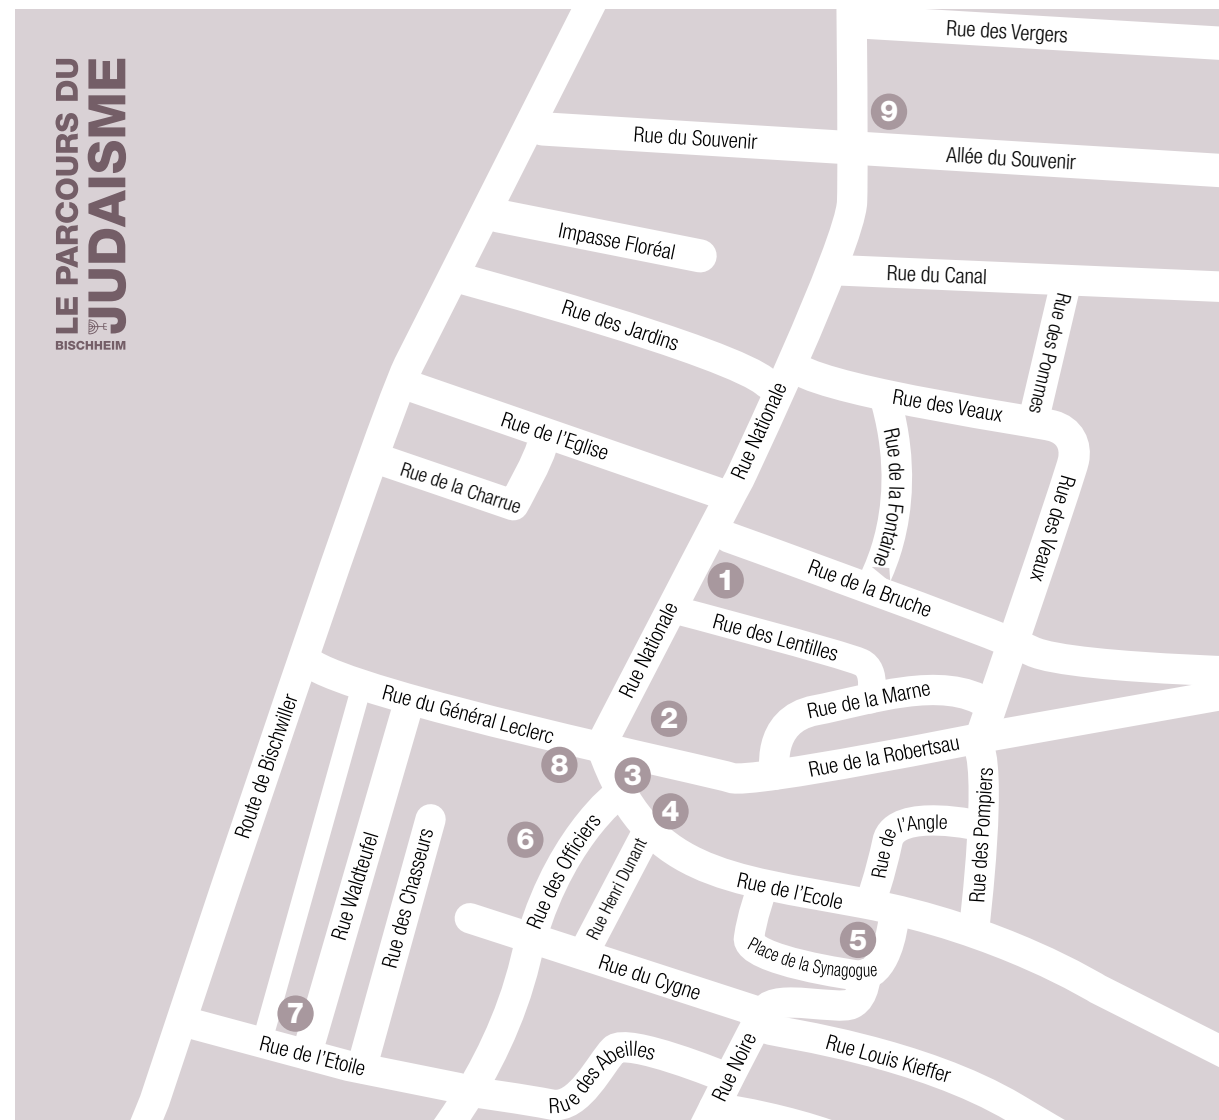 LE PARCOURS DU
JUDAISME
BISCHHEIM
Rue des Vergers
9
Rue du Souvenir
Allée du Souvenir
Impasse Floréal
Rue du Canal
Rue des Jardins
Rue des Pommes
Rue Nationale
Rue des Veaux
Rue de l'Eglise
Rue de la Charrue
Rue de la Fontaine
Rue des Veaux
1
Rue de la Bruche
Rue Nationale
Rue des Lentilles
Rue du Général Leclerc
Rue de la Marne
2
Route de Bischwiller
8
3
Rue de la Robertsau
4
6
Rue des Officiers
Rue Henri Dunant
Rue de l'Angle
Rue des Pompiers
Rue Waldteufel
Rue des Chasseurs
Rue de l'Ecole
5
Place de la Synagogue
Rue du Cygne
7
Rue de l'Etoile
Rue des Abeilles
Rue Noire
Rue Louis Kieffer